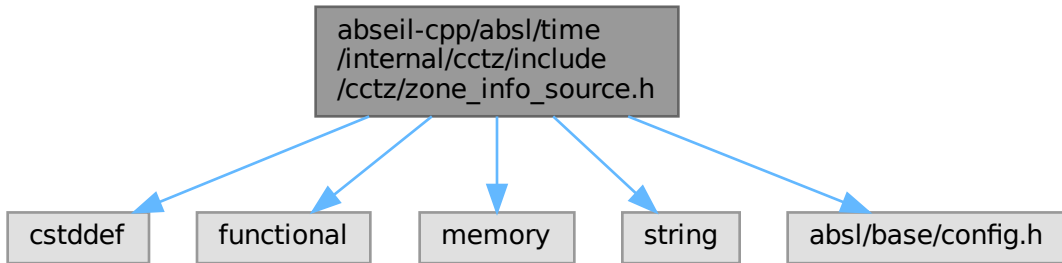 abseil-cpp/absl/time
/internal/cctz/include
/cctz/zone_info_source.h
cstddef
functional
memory
string
absl/base/config.h